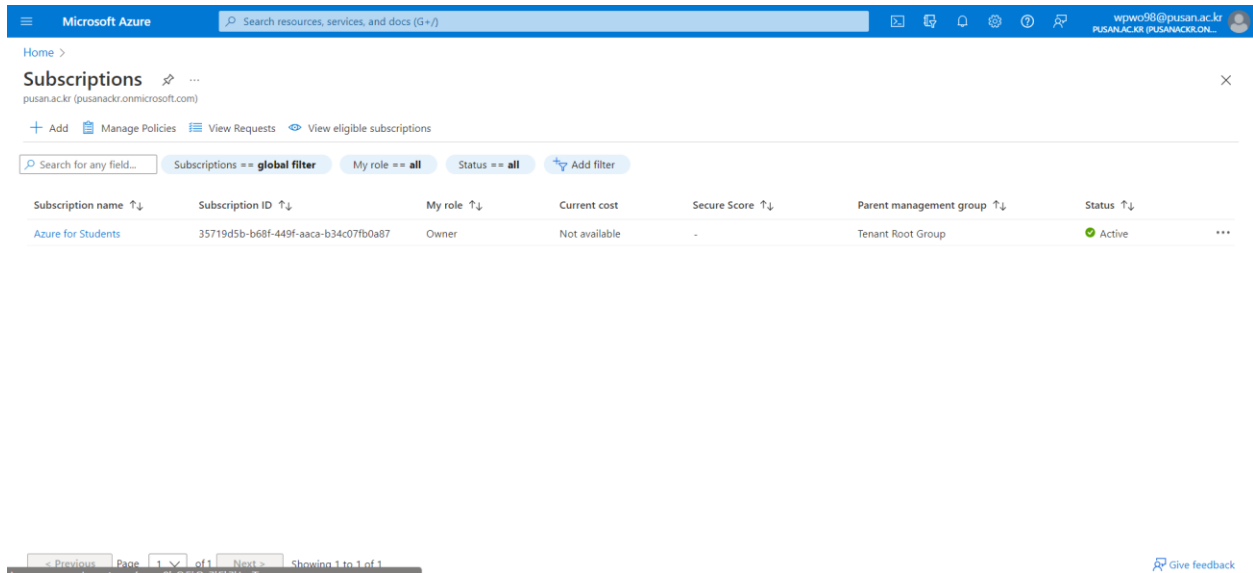 Microsoft Azure
Search resources, services, and docs (G+/)
wpwo98@pusan.ac.kr
PUSAN.AC.KR (PUSANACKR.ON...
Home >
Subscriptions ...
pusan.ac.kr (pusanackr.onmicrosoft.com)
+ Add Manage Policies View Requests View eligible subscriptions
Search for any field... Subscriptions == global filter My role == all Status == all Add filter
Subscription name ↑↓ Subscription ID ↑↓ My role ↑↓ Current cost Secure Score ↑↓ Parent management group ↑↓ Status ↑↓
Azure for Students 35719d5b-b68f-449f-aaca-b34c07fb0a87 Owner Not available - Tenant Root Group Active ...
< Previous Page 1 of 1 Next > Showing 1 to 1 of 1
Give feedback